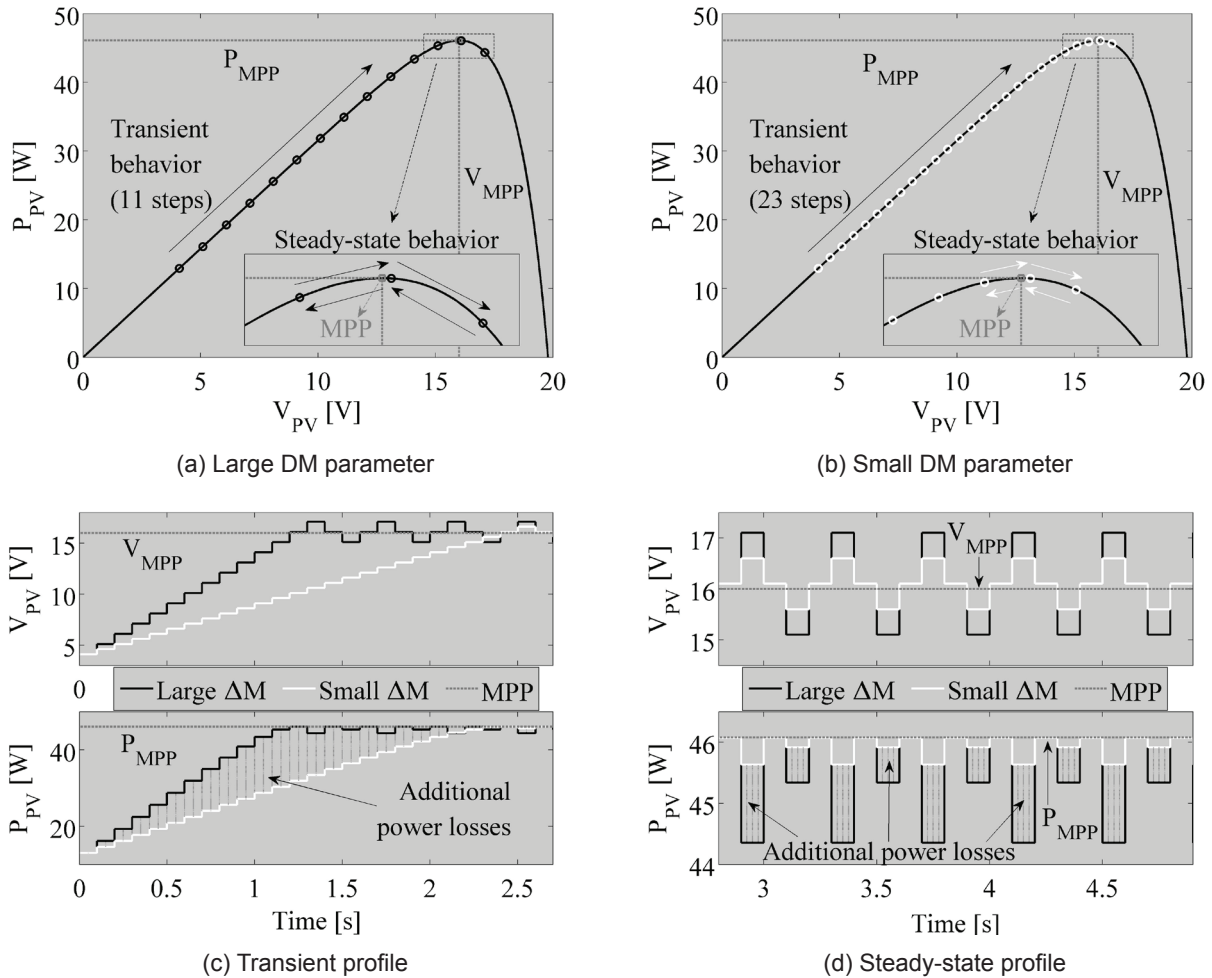 50
40
30
20
10
0
P_PV [W]
P_MPP
Transient
behavior
(11 steps)
V_MPP
Steady-state behavior
MPP
0 5 10 15 20
V_PV [V]
(a) Large DM parameter
50
40
30
20
10
0
P_PV [W]
P_MPP
Transient
behavior
(23 steps)
V_MPP
Steady-state behavior
MPP
0 5 10 15 20
V_PV [V]
(b) Small DM parameter
15
10
5
V_PV [V]
V_MPP
0
Large ΔM Small ΔM MPP
40
20
P_PV [W]
P_MPP
Additional
power losses
0 0.5 1 1.5 2 2.5
Time [s]
(c) Transient profile
17
16
15
V_PV [V]
V_MPP
Large ΔM Small ΔM MPP
46
45
44
P_PV [W]
P_MPP
Additional power losses
3 3.5 4 4.5
Time [s]
(d) Steady-state profile